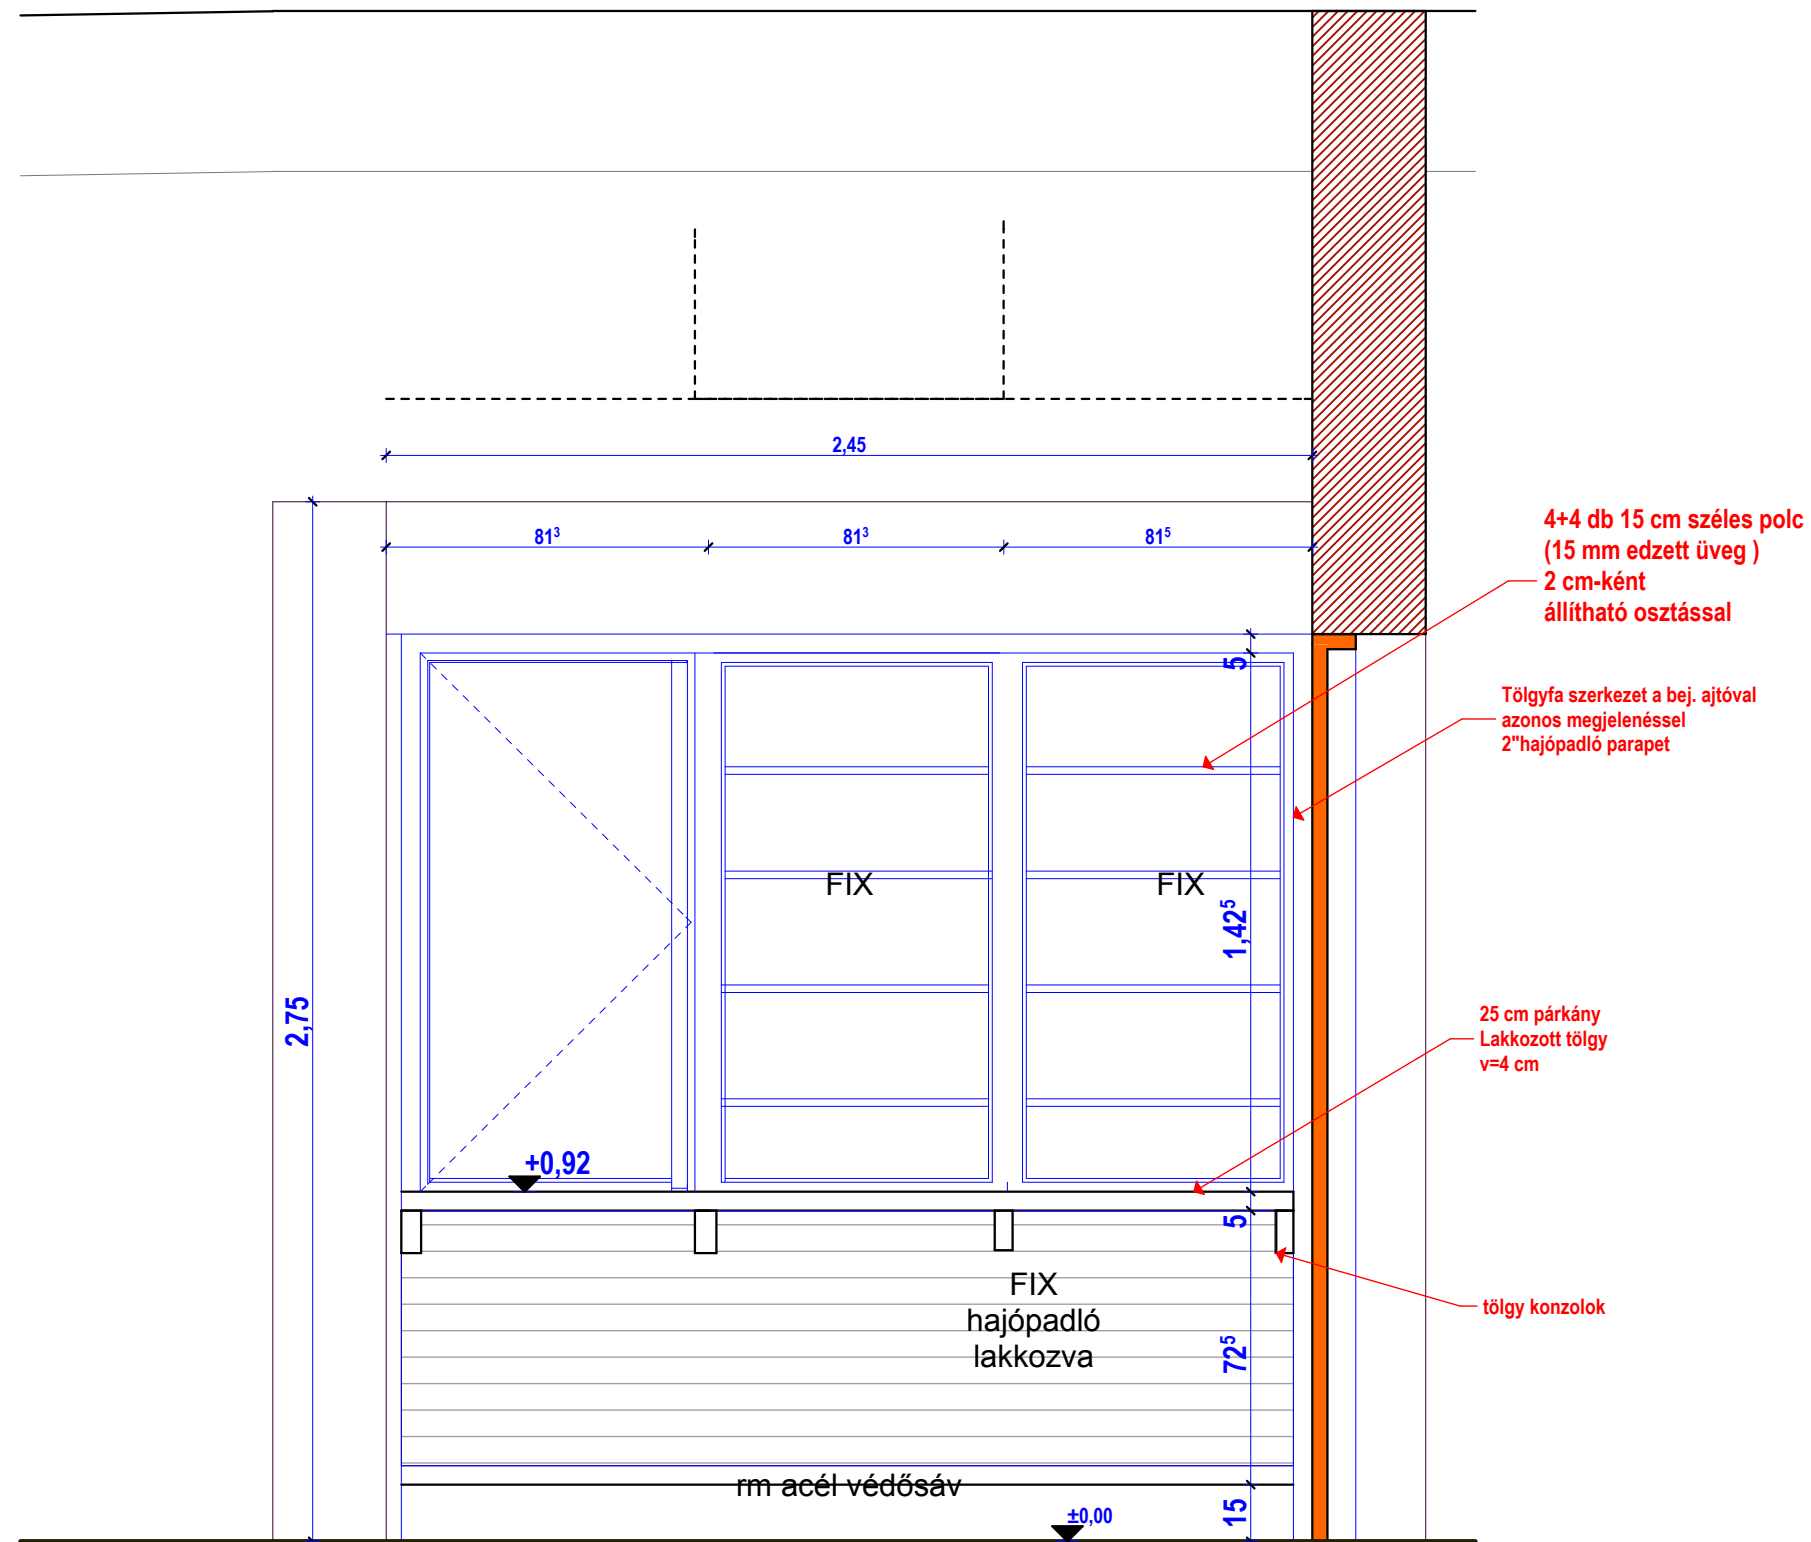 2,45
81³
81³
81⁵
4+4 db 15 cm széles polc
(15 mm edzett üveg )
2 cm-ként
állítható osztással
5
Tölgyfa szerkezet a bej. ajtóval
azonos megjelenéssel
2"hajópadló parapet
FIX
FIX
1,42⁵
2,75
25 cm párkány
Lakkozott tölgy
v=4 cm
+0,92
5
FIX
hajópadló
lakkozva
tölgy konzolok
72⁵
rm acél védősáv
15
±0,00